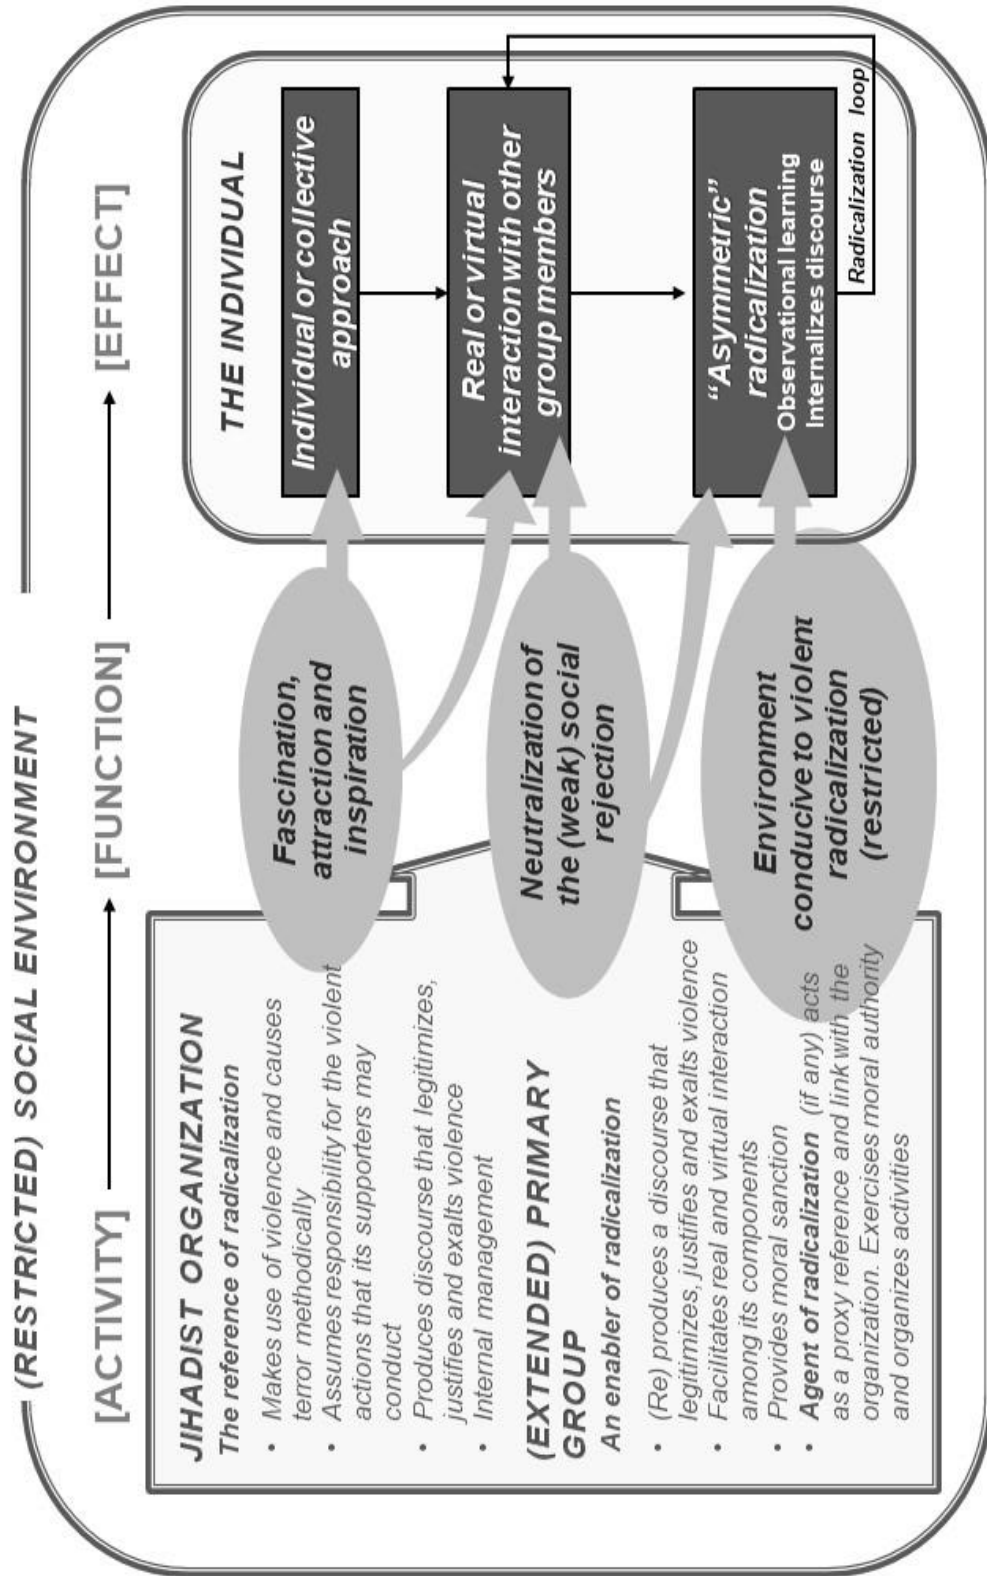 (RESTRICTED) SOCIAL ENVIRONMENT
[ACTIVITY]
[FUNCTION]
[EFFECT]
JIHADIST ORGANIZATION
The reference of radicalization
• Makes use of violence and causes
terror methodically
• Assumes responsibility for the violent
actions that its supporters may
conduct
• Produces discourse that legitimizes,
justifies and exalts violence
• Internal management
(EXTENDED) PRIMARY
GROUP
An enabler of radicalization
• (Re) produces a discourse that
legitimizes, justifies and exalts violence
• Facilitates real and virtual interaction
among its components
• Provides moral sanction
• Agent of radicalization (if any) acts
as a proxy reference and link with the
organization. Exercises moral authority
and organizes activities
Fascination,
attraction and
inspiration
Neutralization of
the (weak) social
rejection
Environment
conducive to violent
radicalization
(restricted)
THE INDIVIDUAL
Individual or collective
approach
Real or virtual
interaction with other
group members
“Asymmetric”
radicalization
Observational learning
Internalizes discourse
Radicalization loop